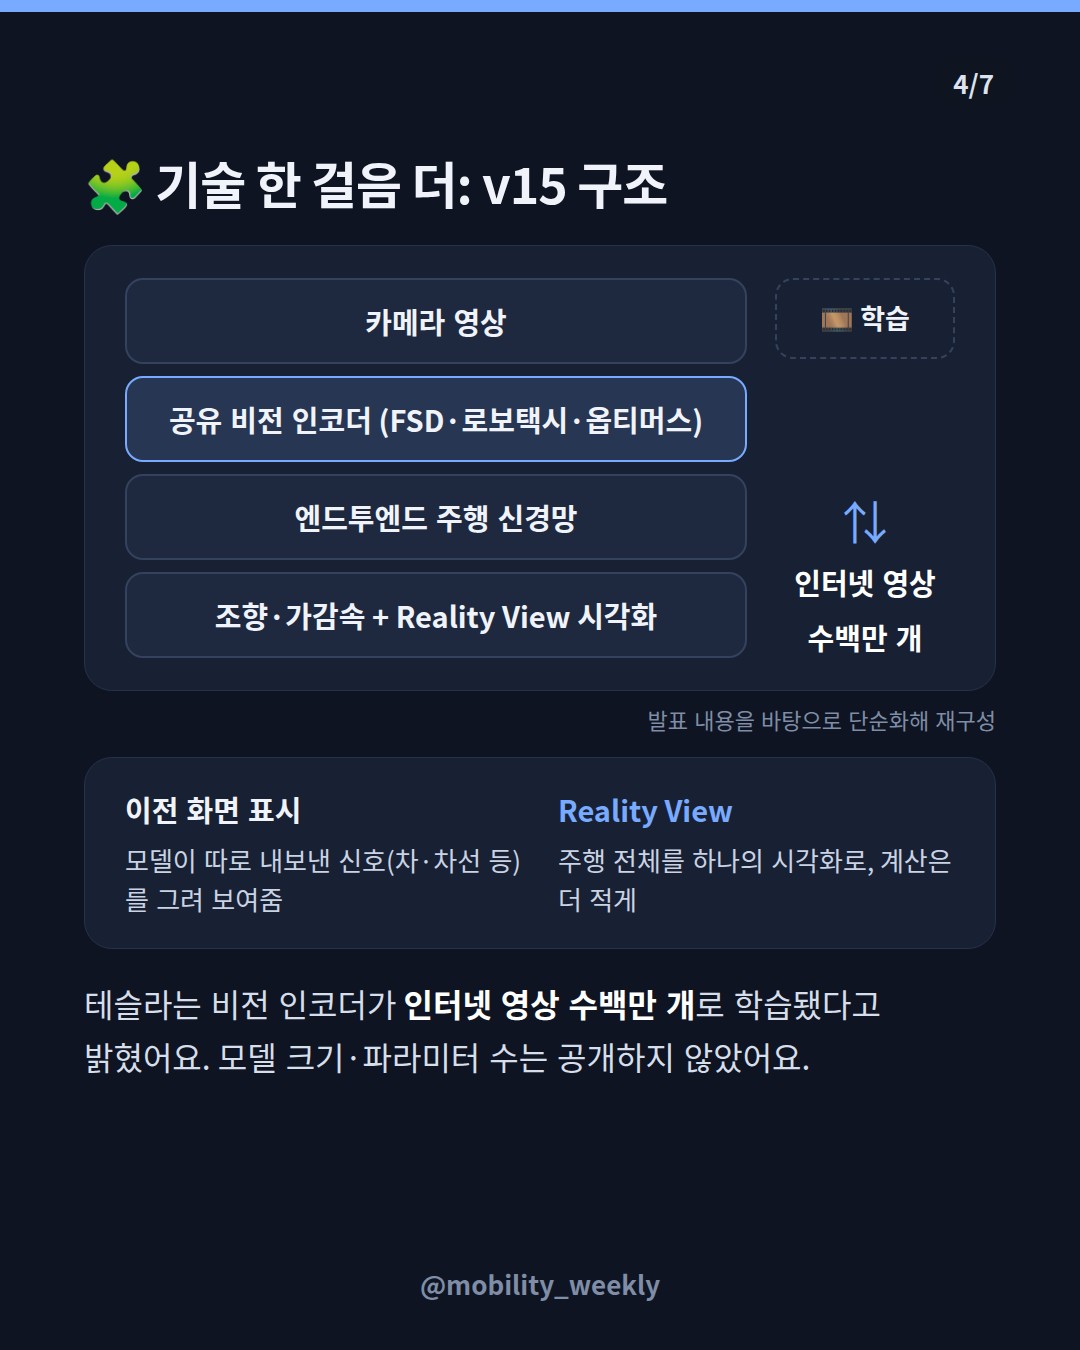 4/7
기술 한 걸음 더: v15 구조
카메라 영상
학습
공유 비전 인코더 (FSD·로보택시·옵티머스)
엔드투엔드 주행 신경망
조향·가감속 + Reality View 시각화
⇅
인터넷 영상
수백만 개
발표 내용을 바탕으로 단순화해 재구성
이전 화면 표시
모델이 따로 내보낸 신호(차·차선 등)
를 그려 보여줌
Reality View
주행 전체를 하나의 시각화로, 계산은
더 적게
테슬라는 비전 인코더가 인터넷 영상 수백만 개로 학습됐다고
밝혔어요. 모델 크기·파라미터 수는 공개하지 않았어요.
@mobility_weekly